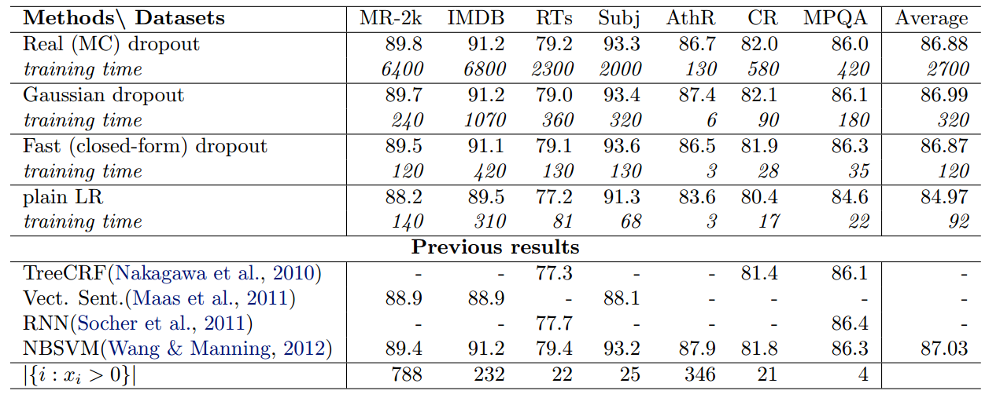 Methods\ Datasets MR-2k IMDB RTs Subj AthR CR MPQA Average
Real (MC) dropout 89.8 91.2 79.2 93.3 86.7 82.0 86.0 86.88
training time 6400 6800 2300 2000 130 580 420 2700
Gaussian dropout 89.7 91.2 79.0 93.4 87.4 82.1 86.1 86.99
training time 240 1070 360 320 6 90 180 320
Fast (closed-form) dropout 89.5 91.1 79.1 93.6 86.5 81.9 86.3 86.87
training time 120 420 130 130 3 28 35 120
plain LR 88.2 89.5 77.2 91.3 83.6 80.4 84.6 84.97
training time 140 310 81 68 3 17 22 92
Previous results
TreeCRF(Nakagawa et al., 2010) - - 77.3 - - 81.4 86.1 -
Vect. Sent.(Maas et al., 2011) 88.9 88.9 - 88.1 - - - -
RNN(Socher et al., 2011) - - 77.7 - - - 86.4 -
NBSVM(Wang & Manning, 2012) 89.4 91.2 79.4 93.2 87.9 81.8 86.3 87.03
|{i : xᵢ > 0}| 788 232 22 25 346 21 4